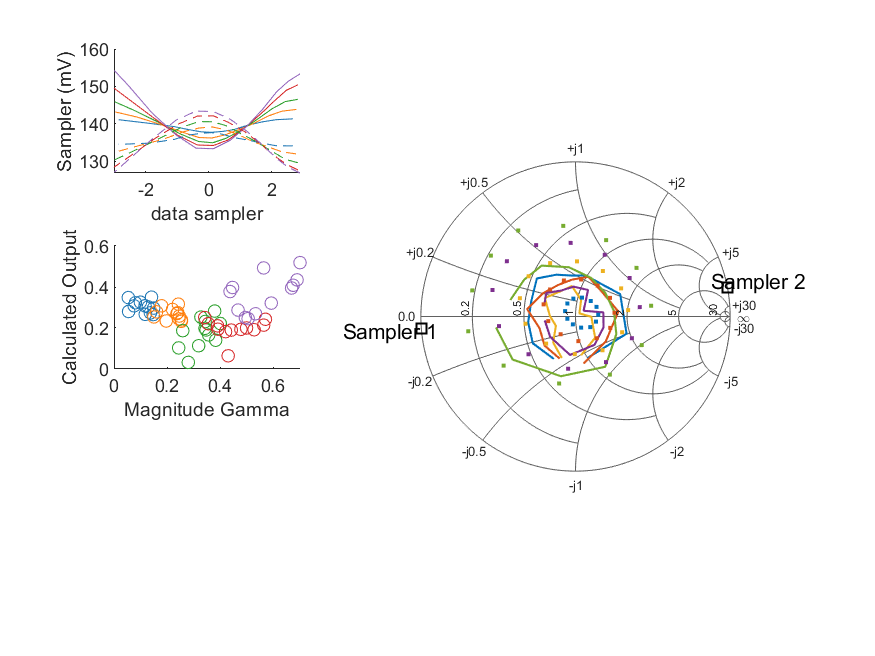 160
150
140
130
Sampler (mV)
-2 0 2
data sampler
0.6
0.4
0.2
0
Calculated Output
0 0.2 0.4 0.6
Magnitude Gamma
+j1
+j0.5 +j2
+j0.2 +j5
Sampler 2
+j30
0.0 0.2 0.5 1 2 5 30 ∞
-j30
Sampler 1
-j0.2 -j5
-j0.5 -j2
-j1